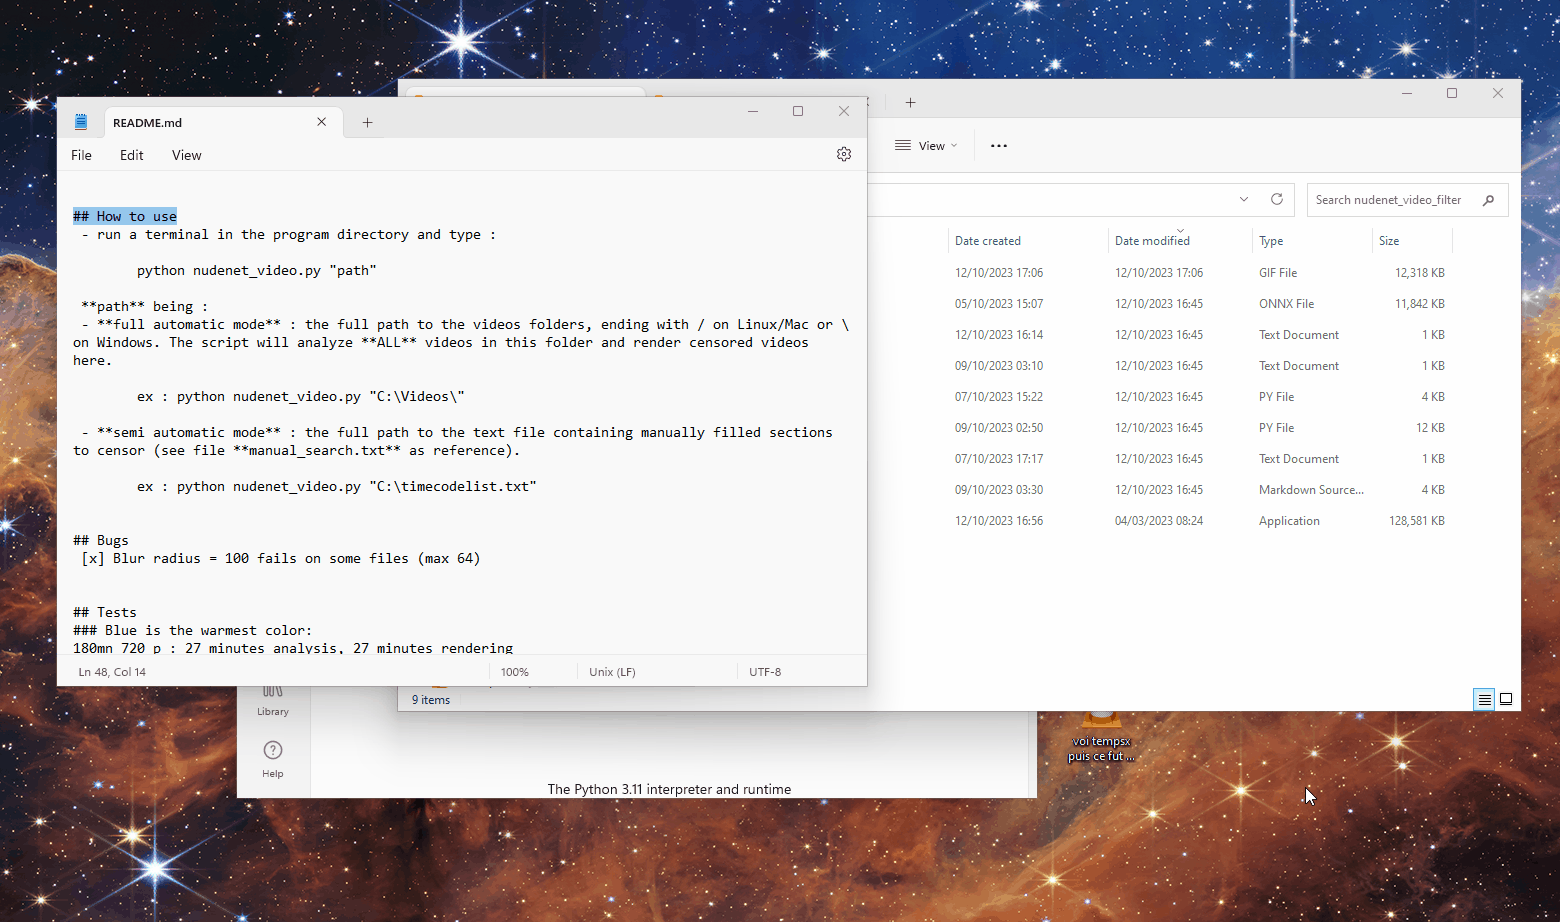 README.md
File Edit View
## How to use
- run a terminal in the program directory and type :
python nudenet_video.py "path"
**path** being :
- **full automatic mode** : the full path to the videos folders, ending with / on Linux/Mac or \
on Windows. The script will analyze **ALL** videos in this folder and render censored videos
here.
ex : python nudenet_video.py "C:\Videos\"
- **semi automatic mode** : the full path to the text file containing manually filled sections
to censor (see file **manual_search.txt** as reference).
ex : python nudenet_video.py "C:\timecodelist.txt"
## Bugs
[x] Blur radius = 100 fails on some files (max 64)
## Tests
### Blue is the warmest color:
180mn 720 p : 27 minutes analysis, 27 minutes rendering
Ln 48, Col 14 100% Unix (LF) UTF-8
View
Search nudenet_video_filter
Date created Date modified Type Size
12/10/2023 17:06 12/10/2023 17:06 GIF File 12,318 KB
05/10/2023 15:07 12/10/2023 16:45 ONNX File 11,842 KB
12/10/2023 16:14 12/10/2023 16:45 Text Document 1 KB
09/10/2023 03:10 12/10/2023 16:45 Text Document 1 KB
07/10/2023 15:22 12/10/2023 16:45 PY File 4 KB
09/10/2023 02:50 12/10/2023 16:45 PY File 12 KB
07/10/2023 17:17 12/10/2023 16:45 Text Document 1 KB
09/10/2023 03:30 12/10/2023 16:45 Markdown Source...  4 KB
12/10/2023 16:56 04/03/2023 08:24 Application 128,581 KB
9 items
Library
Help
The Python 3.11 interpreter and runtime
voi tempsx
puis ce fut ...